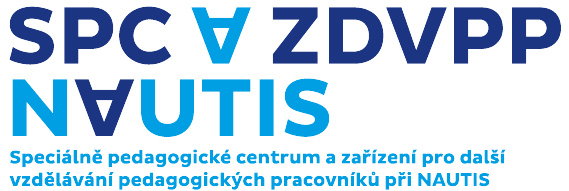 SPC A ZDVPP
NAUTIS
Speciálně pedagogické centrum a zařízení pro další
vzdělávání pedagogických pracovníků při NAUTIS